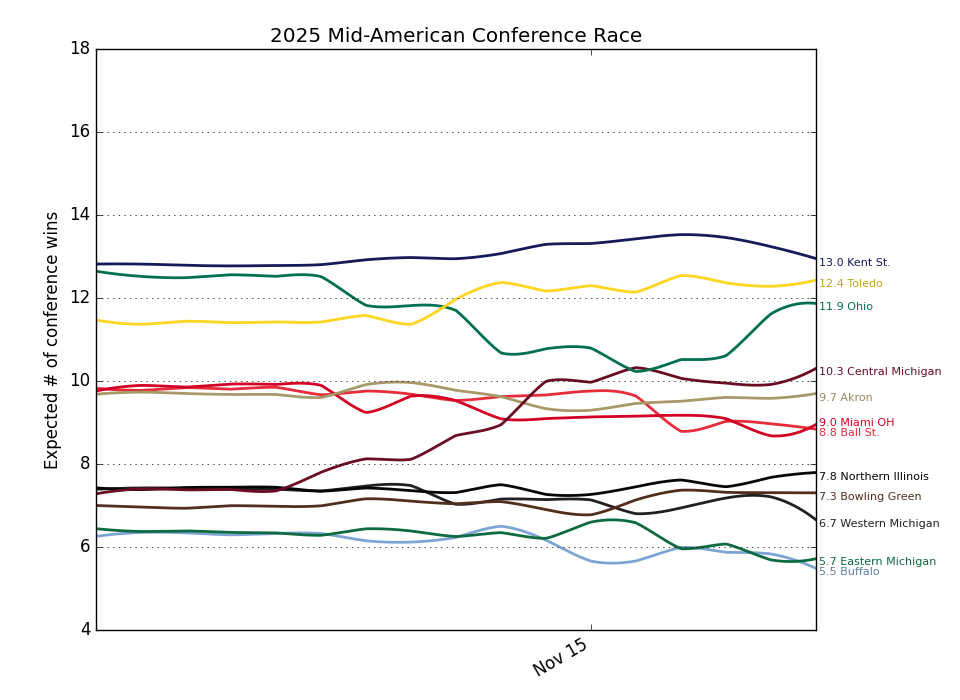 2025 Mid-American Conference Race
Expected # of conference wins
18
16
14
12
10
8
6
4
Nov 15
13.0 Kent St.
12.4 Toledo
11.9 Ohio
10.3 Central Michigan
9.7 Akron
9.0 Miami OH
8.8 Ball St.
7.8 Northern Illinois
7.3 Bowling Green
6.7 Western Michigan
5.7 Eastern Michigan
5.5 Buffalo